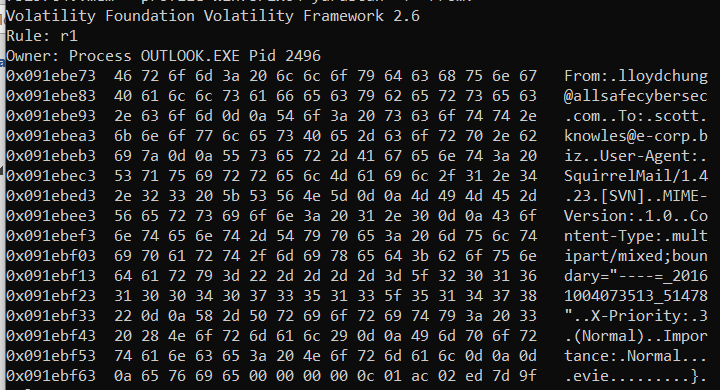 Volatility Foundation Volatility Framework 2.6
Rule: r1
Owner: Process OUTLOOK.EXE Pid 2496
0x091ebe73  46 72 6f 6d 3a 20 6c 6c 6f 79 64 63 68 75 6e 67   From:.lloydchung
0x091ebe83  40 61 6c 6c 73 61 66 65 63 79 62 65 72 73 65 63   @allsafecybersec
0x091ebe93  2e 63 6f 6d 0d 0a 54 6f 3a 20 73 63 6f 74 74 2e   .com..To:.scott.
0x091ebea3  6b 6e 6f 77 6c 65 73 40 65 2d 63 6f 72 70 2e 62   knowles@e-corp.b
0x091ebeb3  69 7a 0d 0a 55 73 65 72 2d 41 67 65 6e 74 3a 20   iz..User-Agent:.
0x091ebec3  53 71 75 69 72 72 65 6c 4d 61 69 6c 2f 31 2e 34   SquirrelMail/1.4
0x091ebed3  2e 32 33 20 5b 53 56 4e 5d 0d 0a 4d 49 4d 45 2d   .23.[SVN]..MIME-
0x091ebee3  56 65 72 73 69 6f 6e 3a 20 31 2e 30 0d 0a 43 6f   Version:.1.0..Co
0x091ebef3  6e 74 65 6e 74 2d 54 79 70 65 3a 20 6d 75 6c 74   ntent-Type:.mult
0x091ebf03  69 70 61 72 74 2f 6d 69 78 65 64 3b 62 6f 75 6e   ipart/mixed;boun
0x091ebf13  64 61 72 79 3d 22 2d 2d 2d 2d 3d 5f 32 30 31 36   dary="----=_2016
0x091ebf23  31 30 30 34 30 37 33 35 31 33 5f 35 31 34 37 38   1004073513_51478
0x091ebf33  22 0d 0a 58 2d 50 72 69 6f 72 69 74 79 3a 20 33   "..X-Priority:.3
0x091ebf43  20 28 4e 6f 72 6d 61 6c 29 0d 0a 49 6d 70 6f 72   .(Normal)..Impor
0x091ebf53  74 61 6e 63 65 3a 20 4e 6f 72 6d 61 6c 0d 0a 0d   tance:.Normal...
0x091ebf63  0a 65 76 69 65 00 00 00 00 0c 01 ac 02 ed 7d 9f   .evie.........}.